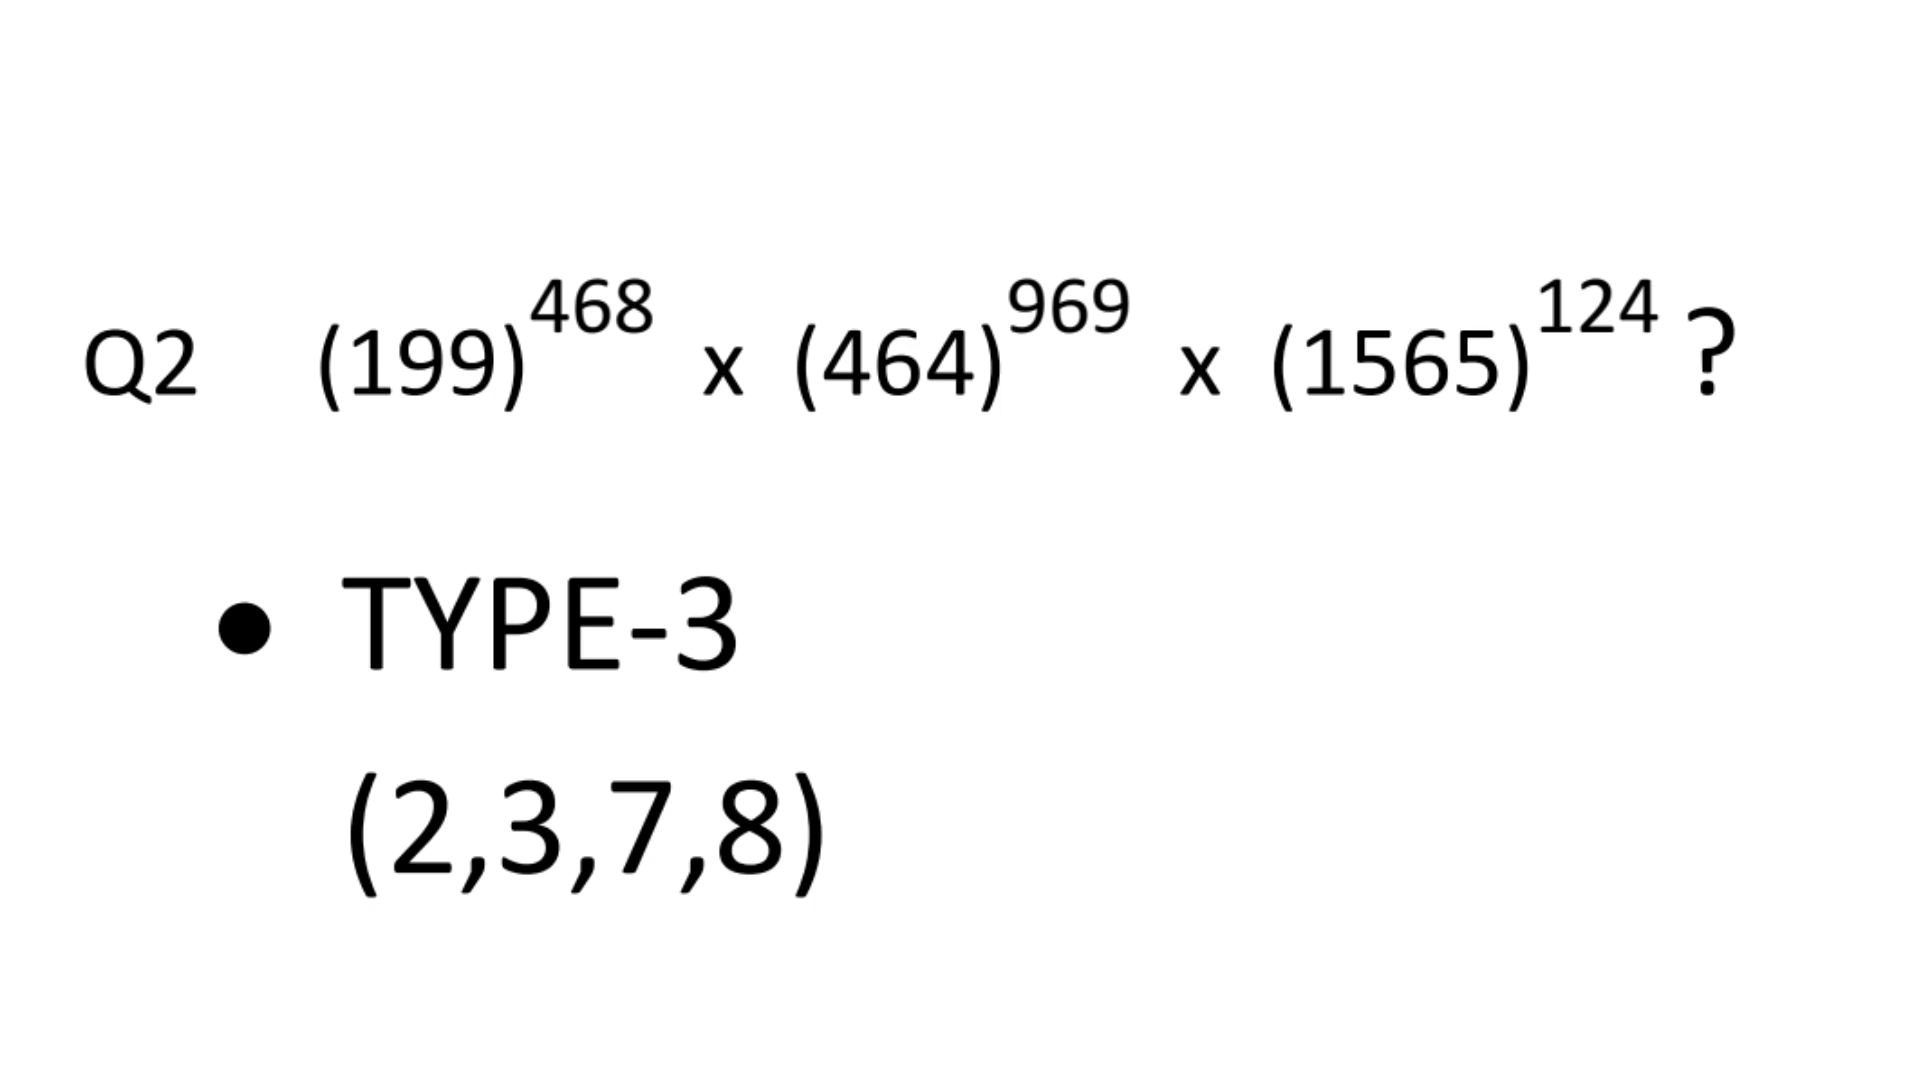 Q2 (199)^468 x (464)^969 x (1565)^124 ?
• TYPE-3
(2,3,7,8)